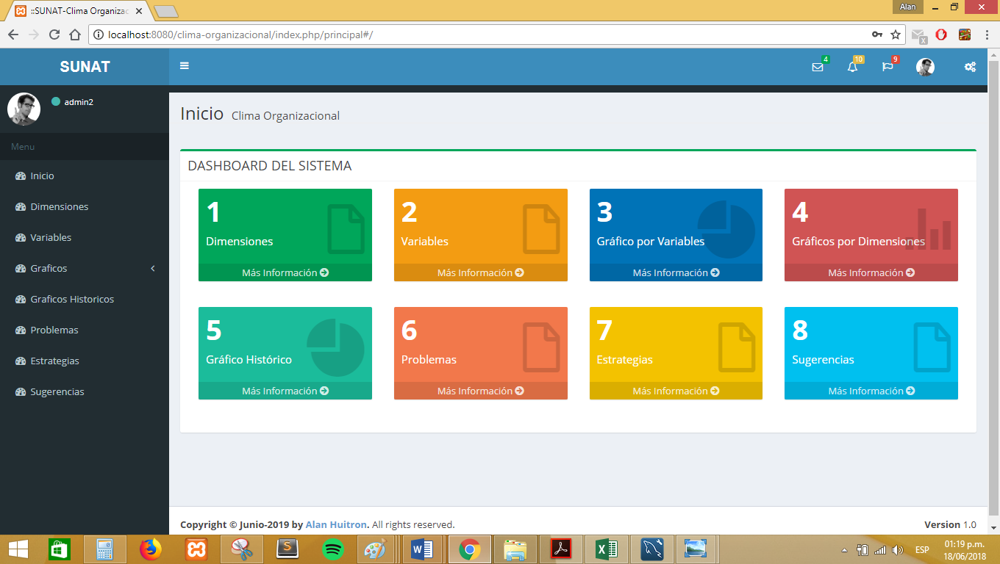 ::SUNAT-Clima Organizac
Alan
localhost:8080/clima-organizacional/index.php/principal#/
SUNAT
4
10
9
admin2
Menu
Inicio
Dimensiones
Variables
Graficos
Graficos Historicos
Problemas
Estrategias
Sugerencias
Inicio Clima Organizacional
DASHBOARD DEL SISTEMA
1
Dimensiones
Más Información
2
Variables
Más Información
3
Gráfico por Variables
Más Información
4
Gráficos por Dimensiones
Más Información
5
Gráfico Histórico
Más Información
6
Problemas
Más Información
7
Estrategias
Más Información
8
Sugerencias
Más Información
Copyright © Junio-2019 by Alan Huitron. All rights reserved.
Version 1.0
ESP
01:19 p.m.
18/06/2018